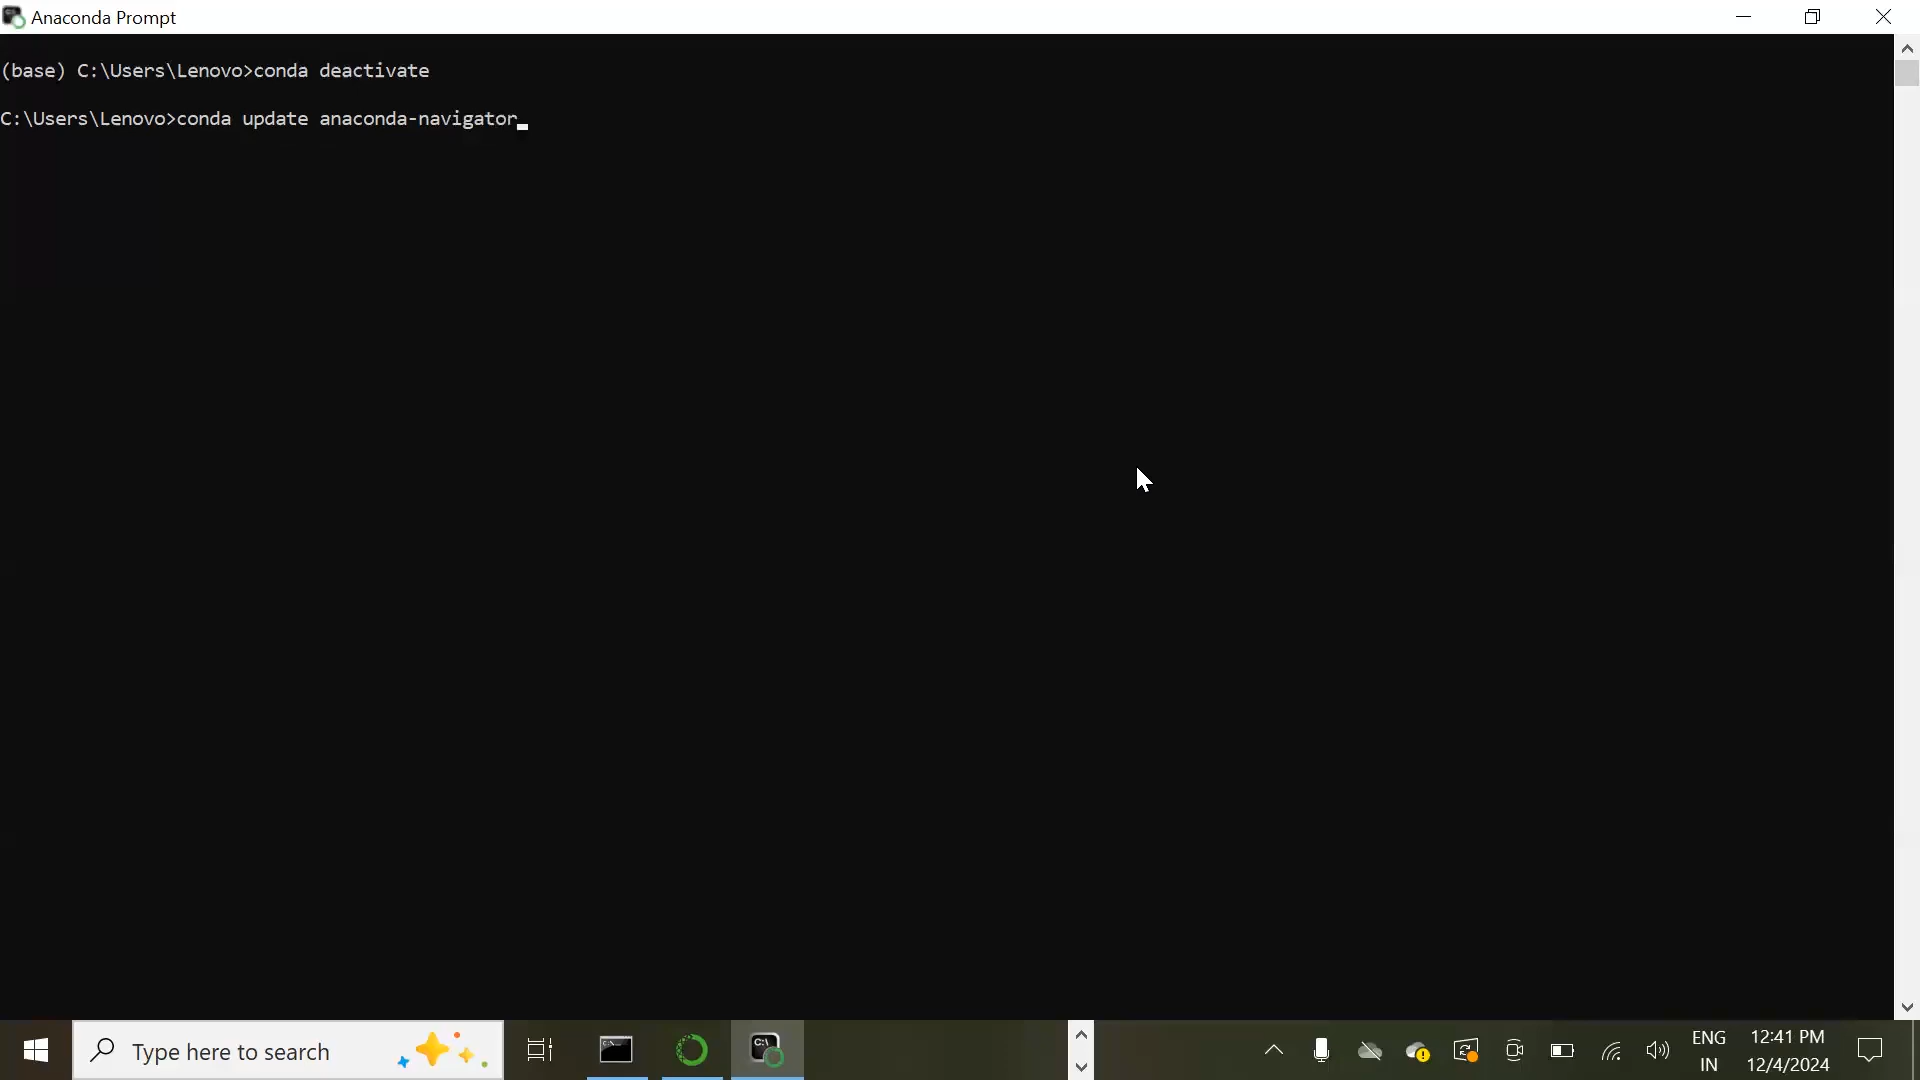 Anaconda Prompt
(base) C:\Users\Lenovo>conda deactivate
C:\Users\Lenovo>conda update anaconda-navigator
Type here to search
ENG
IN
12:41 PM
12/4/2024